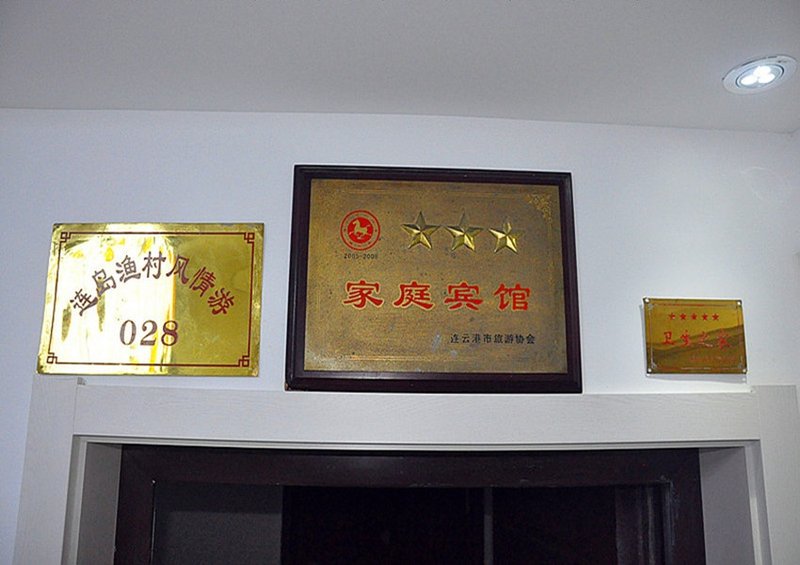 连岛渔村风情游
028
2005-2008
家庭宾馆
连云港市旅游协会
卫生之家